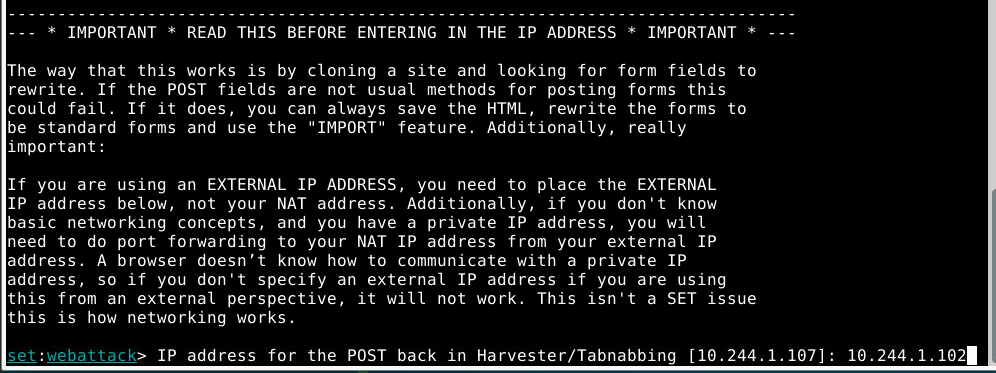 -------------------------------------------------------------------------------
--- * IMPORTANT * READ THIS BEFORE ENTERING IN THE IP ADDRESS * IMPORTANT * ---
The way that this works is by cloning a site and looking for form fields to
rewrite. If the POST fields are not usual methods for posting forms this
could fail. If it does, you can always save the HTML, rewrite the forms to
be standard forms and use the "IMPORT" feature. Additionally, really
important:
If you are using an EXTERNAL IP ADDRESS, you need to place the EXTERNAL
IP address below, not your NAT address. Additionally, if you don't know
basic networking concepts, and you have a private IP address, you will
need to do port forwarding to your NAT IP address from your external IP
address. A browser doesn’t know how to communicate with a private IP
address, so if you don't specify an external IP address if you are using
this from an external perspective, it will not work. This isn't a SET issue
this is how networking works.
set:webattack> IP address for the POST back in Harvester/Tabnabbing [10.244.1.107]: 10.244.1.102